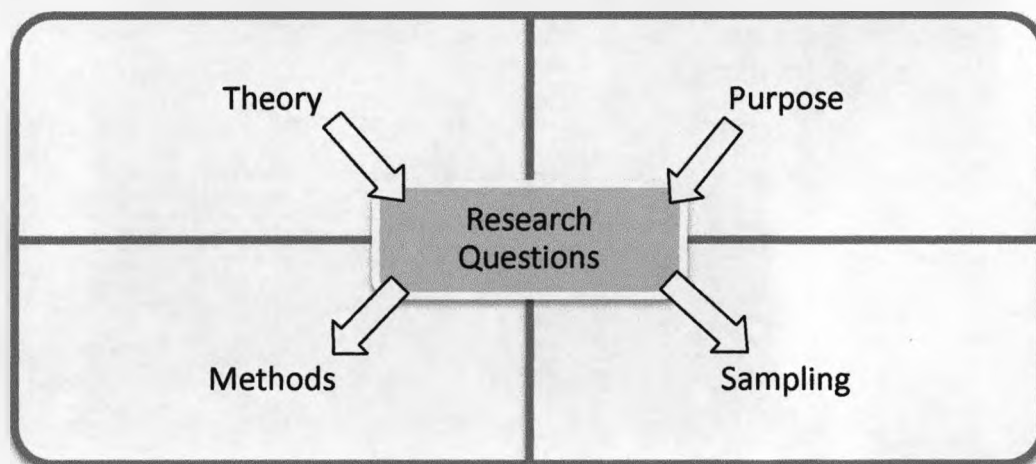 Theory
Purpose
Research
Questions
Methods
Sampling